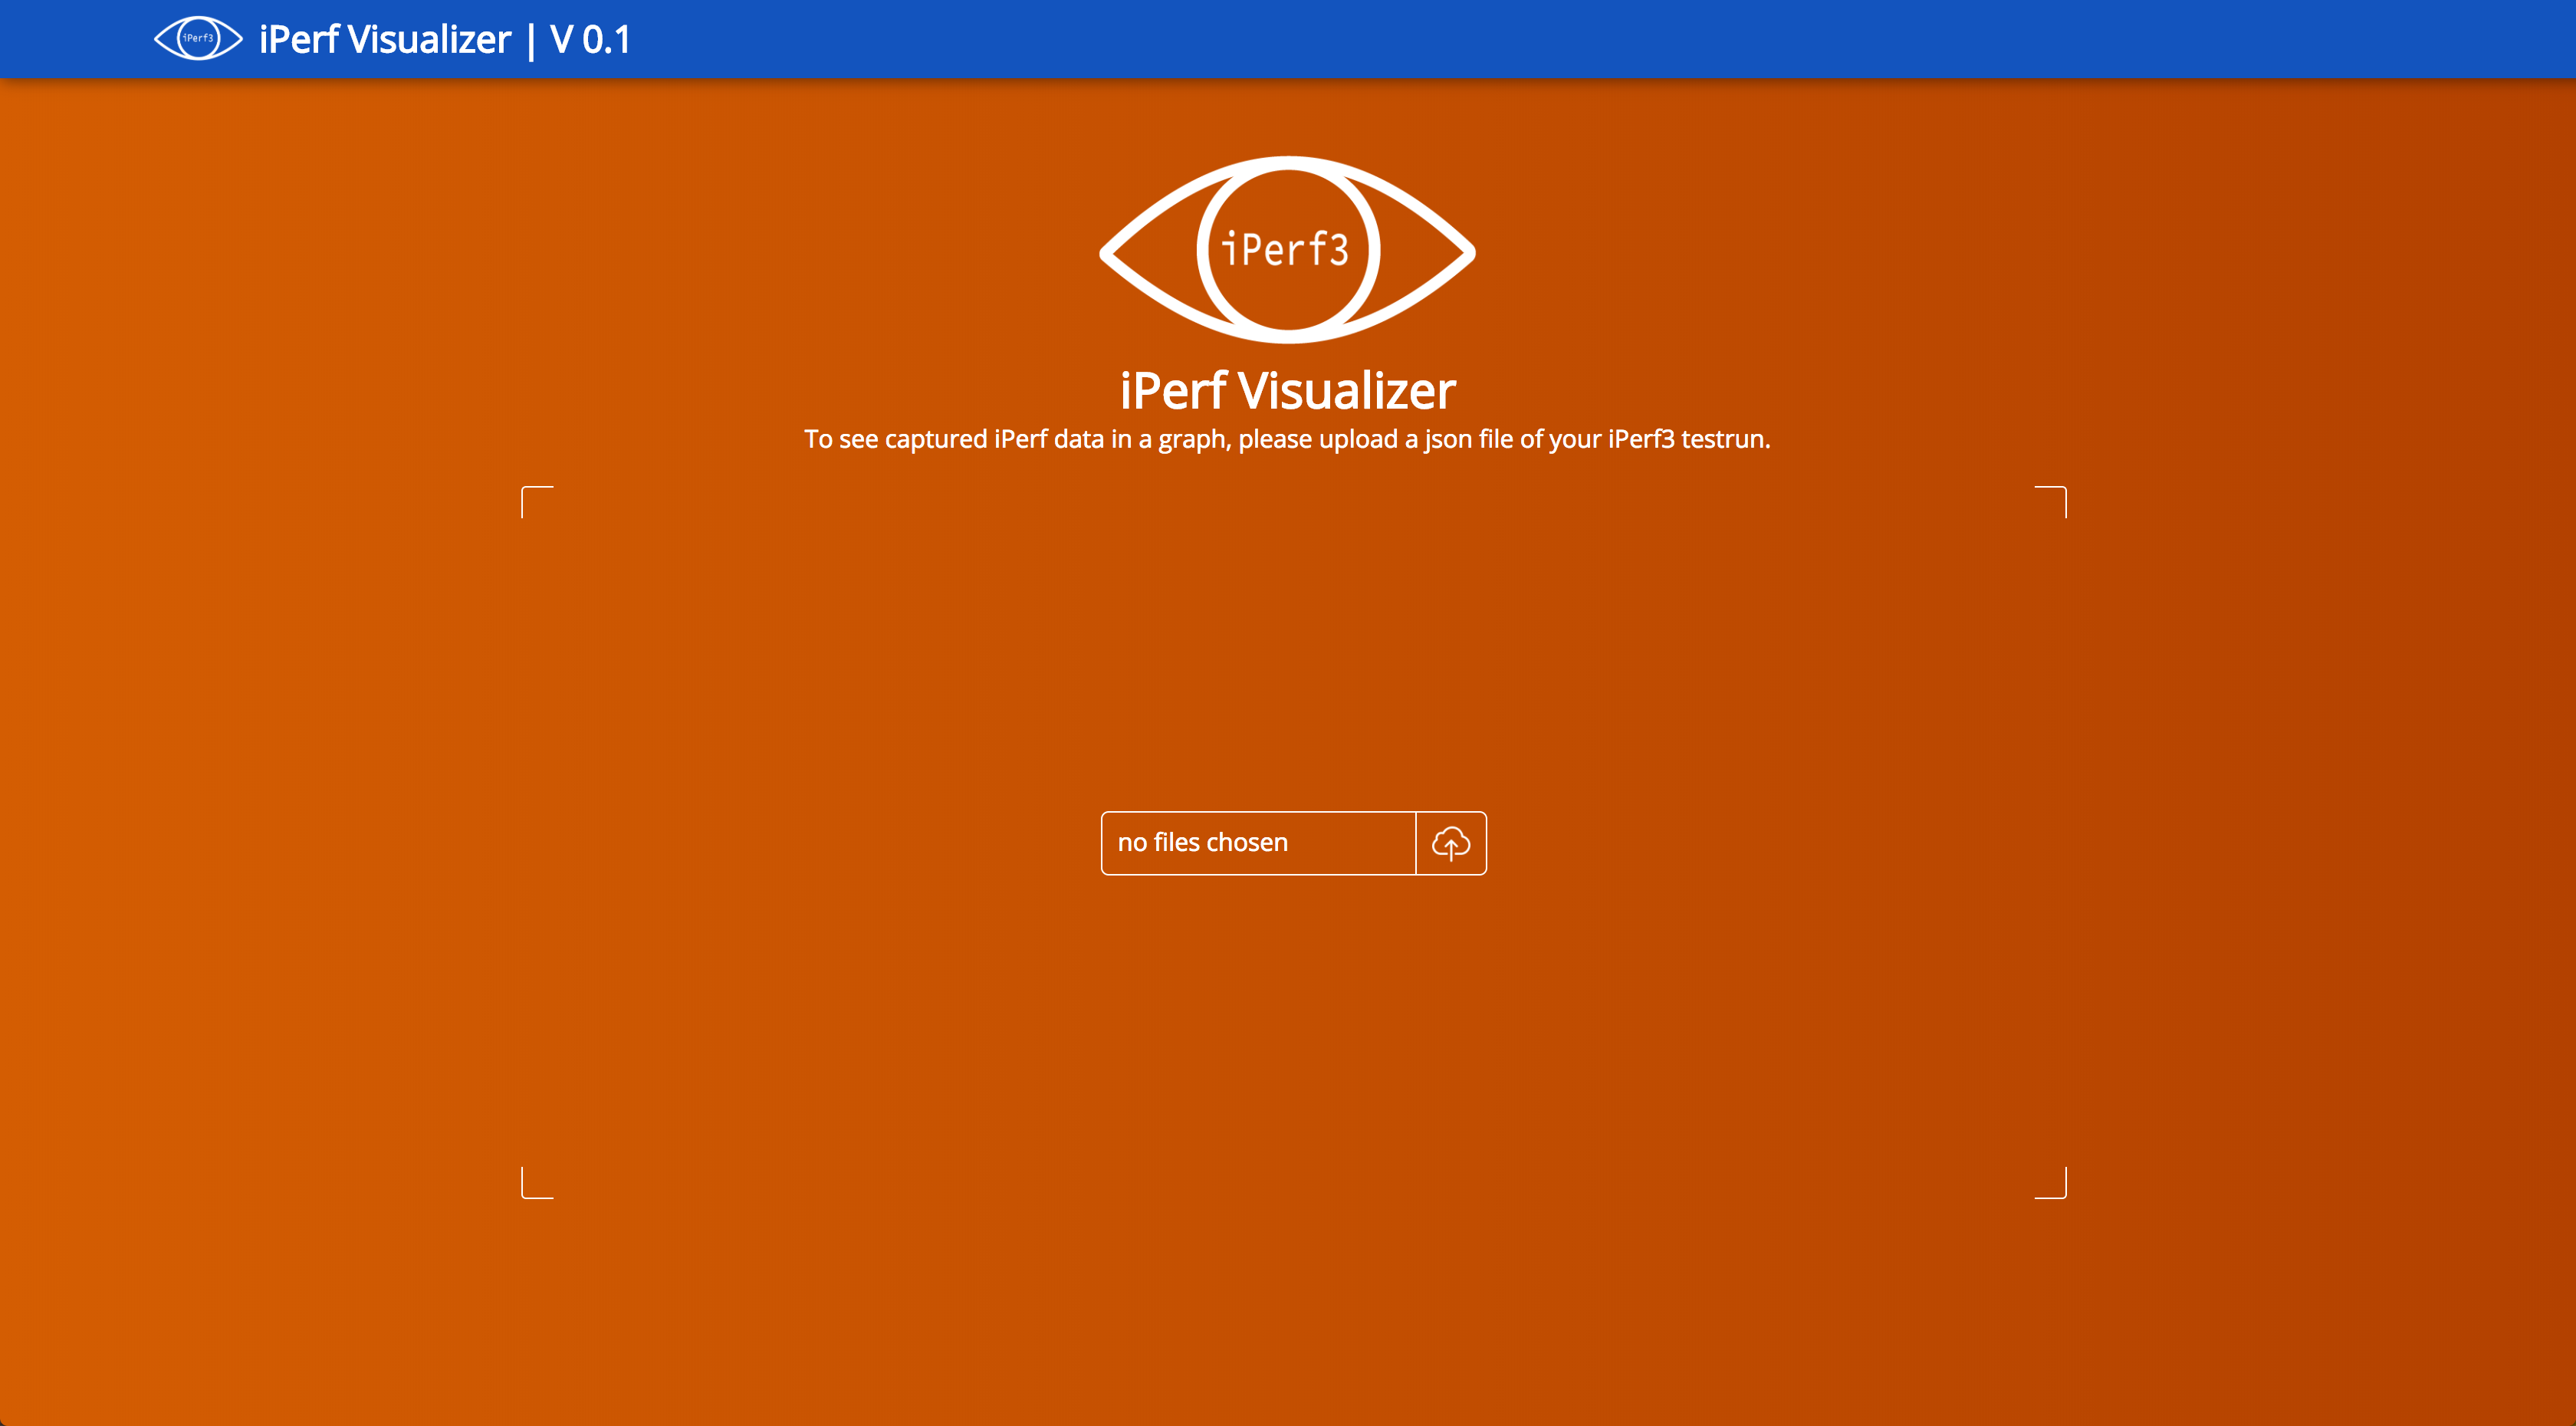 iPerf3
iPerf Visualizer | V 0.1
iPerf3
iPerf Visualizer
To see captured iPerf data in a graph, please upload a json file of your iPerf3 testrun.
no files chosen